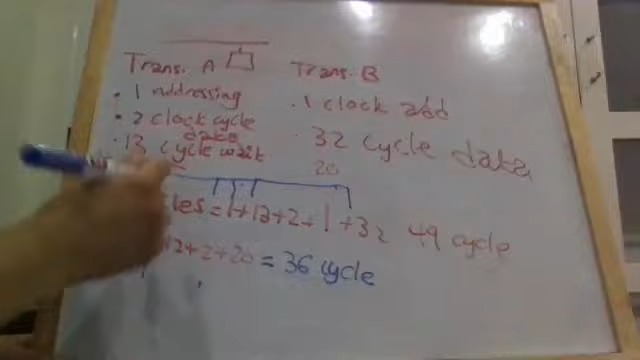 Trans. A
• 1 Addressing
• 2 clock cycle
data
• 13 cycle wait
Trans. B
• 1 clock add
• 32 cycle data
20
les = 1+13+2+1+32 49 cycle
+2+20 = 36 cycle